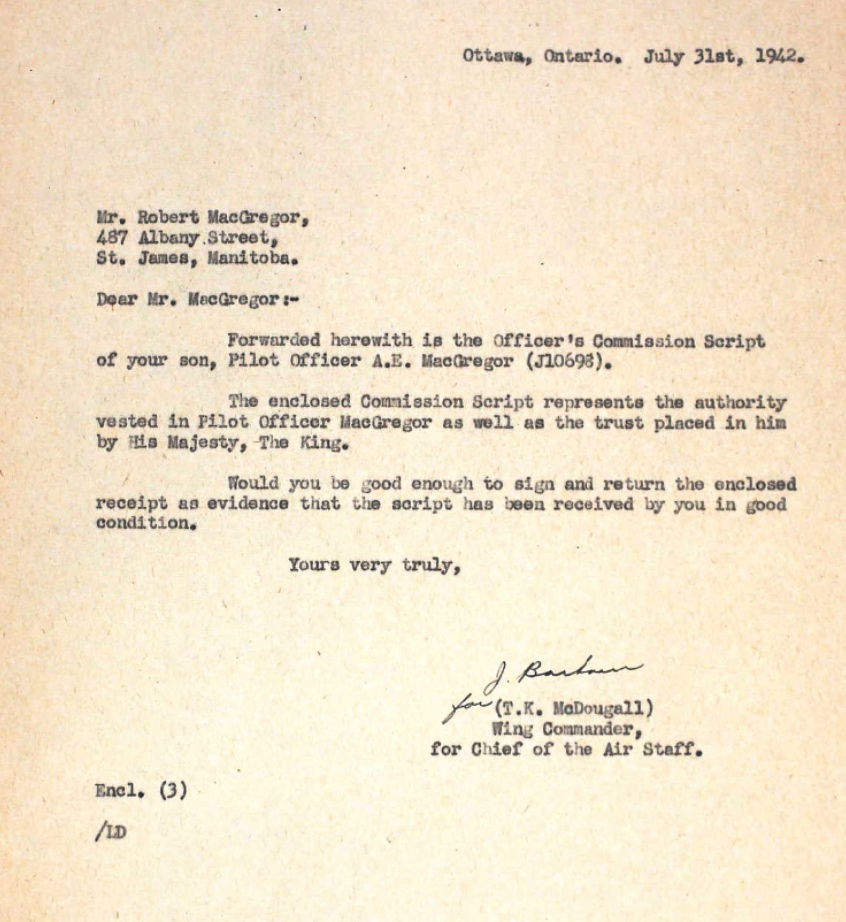 Ottawa, Ontario. July 31st, 1942.
Mr. Robert MacGregor,
487 Albany Street,
St. James, Manitoba.
Dear Mr. MacGregor:-
Forwarded herewith is the Officer's Commission Script
of your son, Pilot Officer A.E. MacGregor (J10698).
The enclosed Commission Script represents the authority
vested in Pilot Officer MacGregor as well as the trust placed in him
by His Majesty, The King.
Would you be good enough to sign and return the enclosed
receipt as evidence that the script has been received by you in good
condition.
Yours very truly,
J.
for (T.K. McDougall)
Wing Commander,
for Chief of the Air Staff.
Encl. (3)
/LD